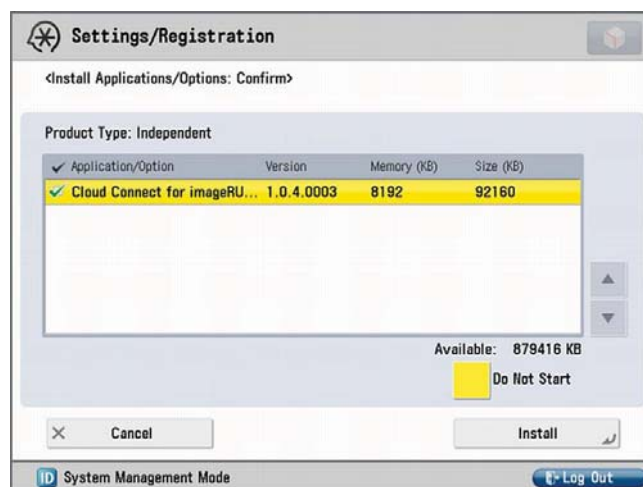 Settings/Registration
<Install Applications/Options: Confirm>
Product Type: Independent
Application/Option Version Memory (KB) Size (KB)
Cloud Connect for imageRU... 1.0.4.0003 8192 92160
Available: 879416 KB
Do Not Start
Cancel Install
ID System Management Mode Log Out